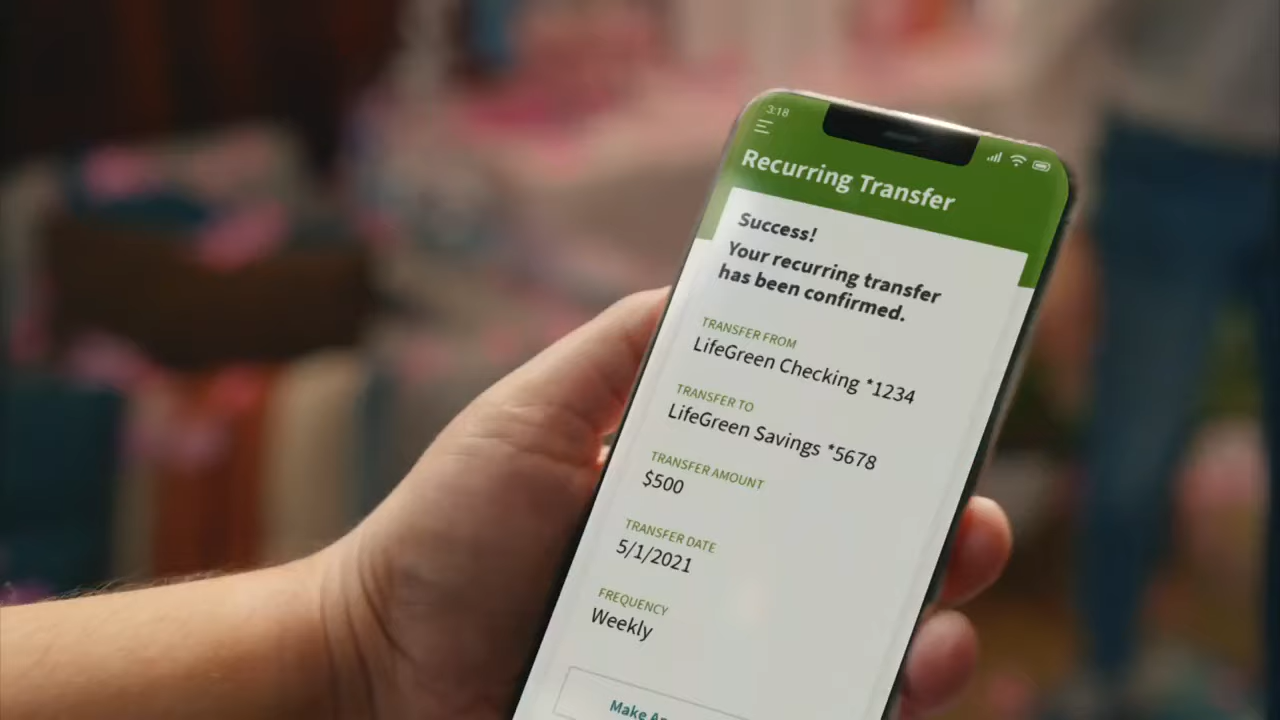 3:18
Recurring Transfer
Success!
Your recurring transfer
has been confirmed.
TRANSFER FROM
LifeGreen Checking *1234
TRANSFER TO
LifeGreen Savings *5678
TRANSFER AMOUNT
$500
TRANSFER DATE
5/1/2021
FREQUENCY
Weekly
Make